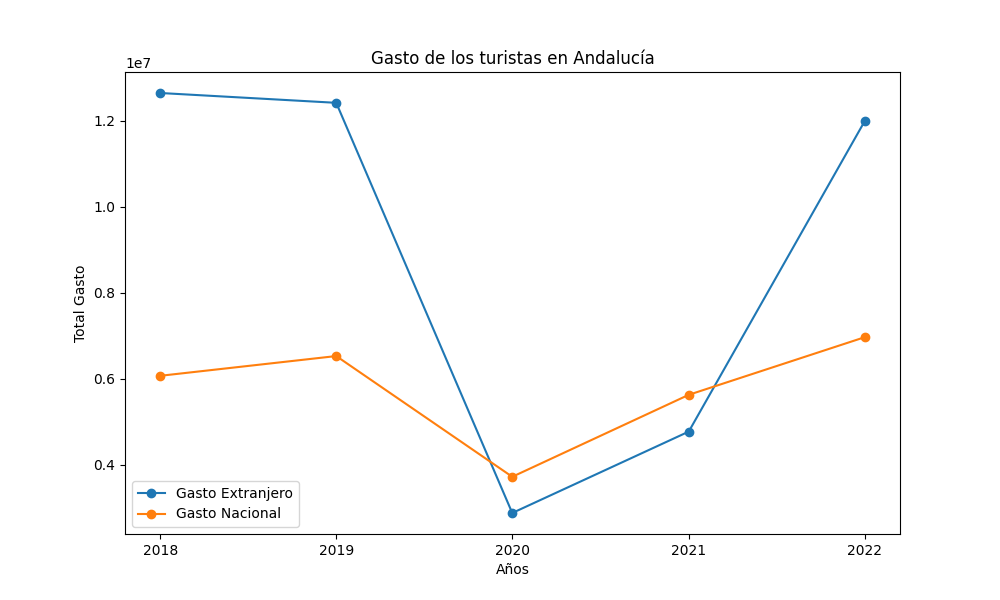 Gasto de los turistas en Andalucía
1e7
1.2
1.0
0.8
0.6
0.4
Total Gasto
Gasto Extranjero
Gasto Nacional
2018 2019 2020 2021 2022
Años